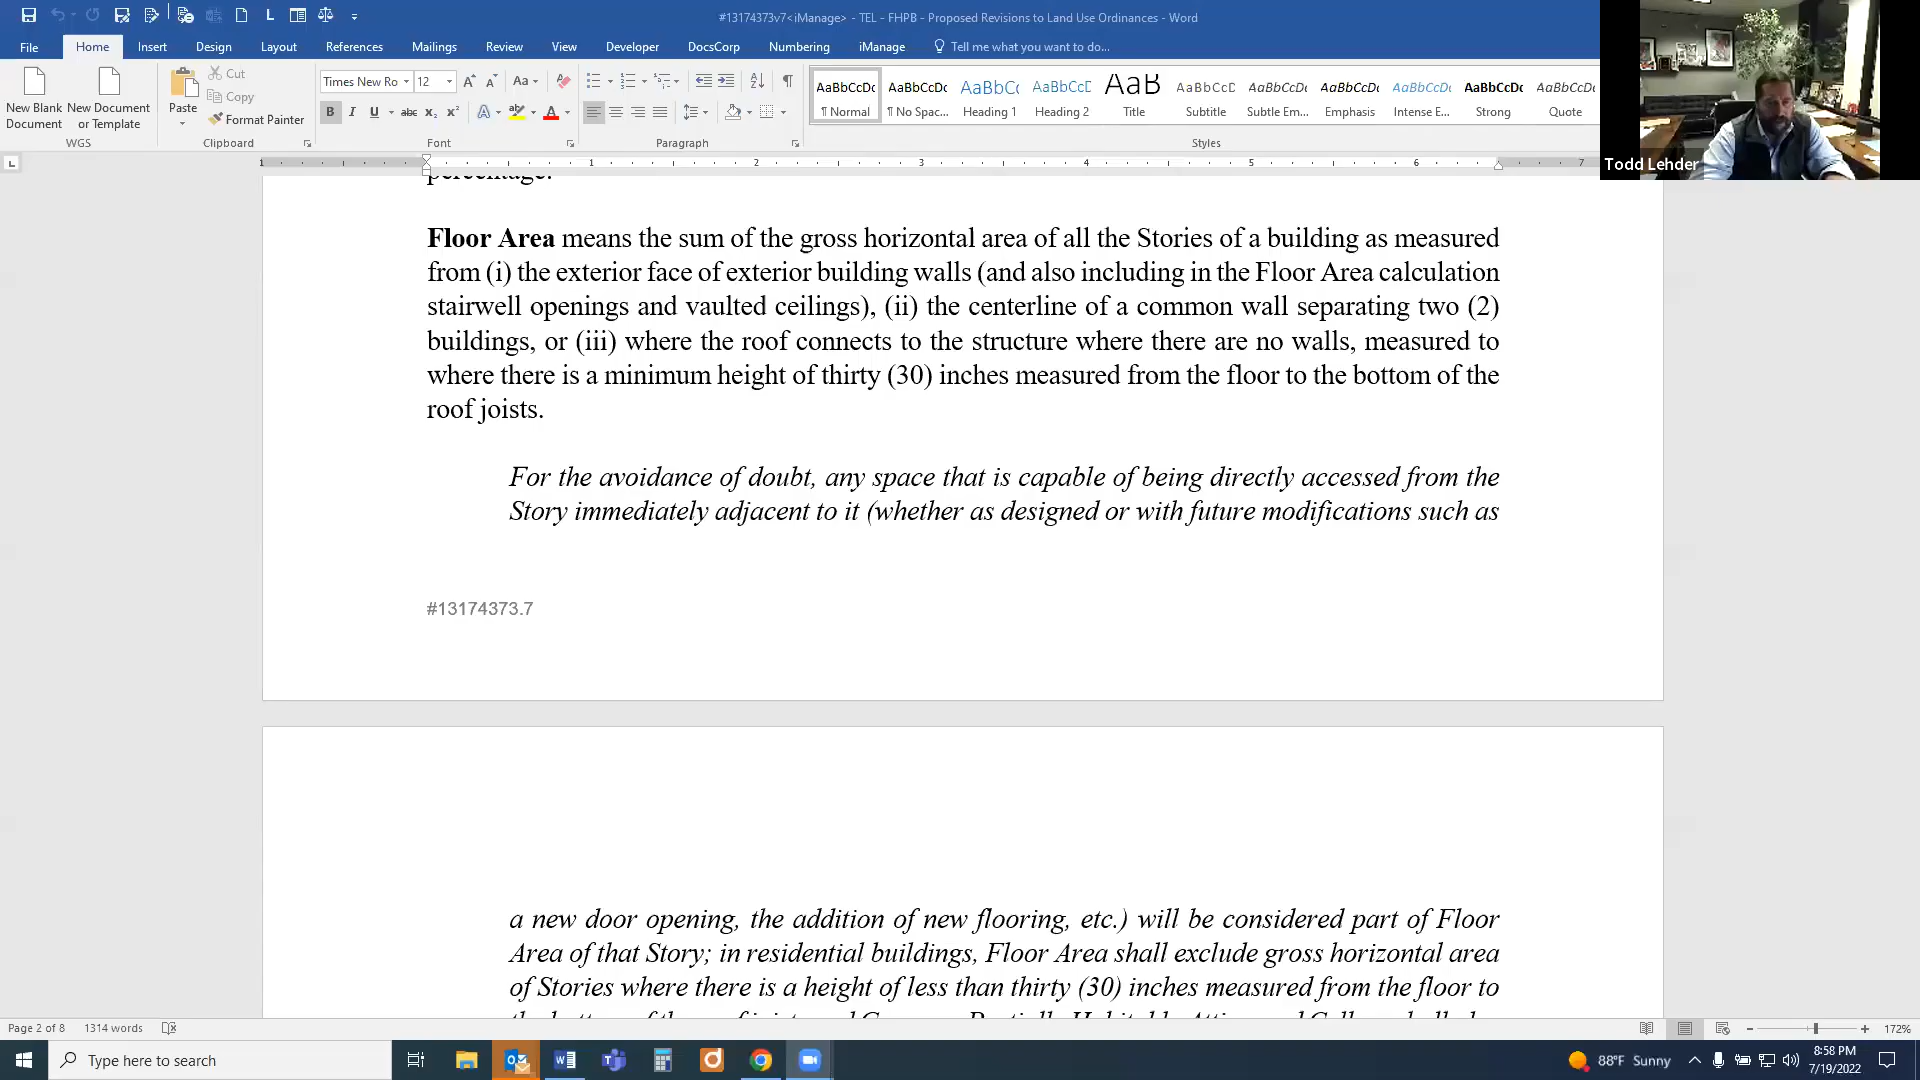 #13174373v7<iManage> - TEL - FHPB - Proposed Revisions to Land Use Ordinances - Word
File Home Insert Design Layout References Mailings Review View Developer DocsCorp Numbering iManage Tell me what you want to do...
New Blank Document
New Document or Template
WGS
Paste
Cut
Copy
Format Painter
Clipboard
Times New Ro 12
Font
Paragraph
AaBbCcDc AaBbCcDc AaBbC AaBbCcD AaB AaBbCcD AaBbCcDc AaBbCcDc AaBbCcDc AaBbCcDc AaBbCcDc
¶ Normal ¶ No Spac... Heading 1 Heading 2 Title Subtitle Subtle Em... Emphasis Intense E... Strong Quote
Styles
Todd Lehder
1 1 2 3 4 5 6 7
percentage.
Floor Area means the sum of the gross horizontal area of all the Stories of a building as measured
from (i) the exterior face of exterior building walls (and also including in the Floor Area calculation
stairwell openings and vaulted ceilings), (ii) the centerline of a common wall separating two (2)
buildings, or (iii) where the roof connects to the structure where there are no walls, measured to
where there is a minimum height of thirty (30) inches measured from the floor to the bottom of the
roof joists.
For the avoidance of doubt, any space that is capable of being directly accessed from the
Story immediately adjacent to it (whether as designed or with future modifications such as
#13174373.7
a new door opening, the addition of new flooring, etc.) will be considered part of Floor
Area of that Story; in residential buildings, Floor Area shall exclude gross horizontal area
of Stories where there is a height of less than thirty (30) inches measured from the floor to
Page 2 of 8 1314 words 172%
Type here to search
88°F Sunny
8:58 PM
7/19/2022